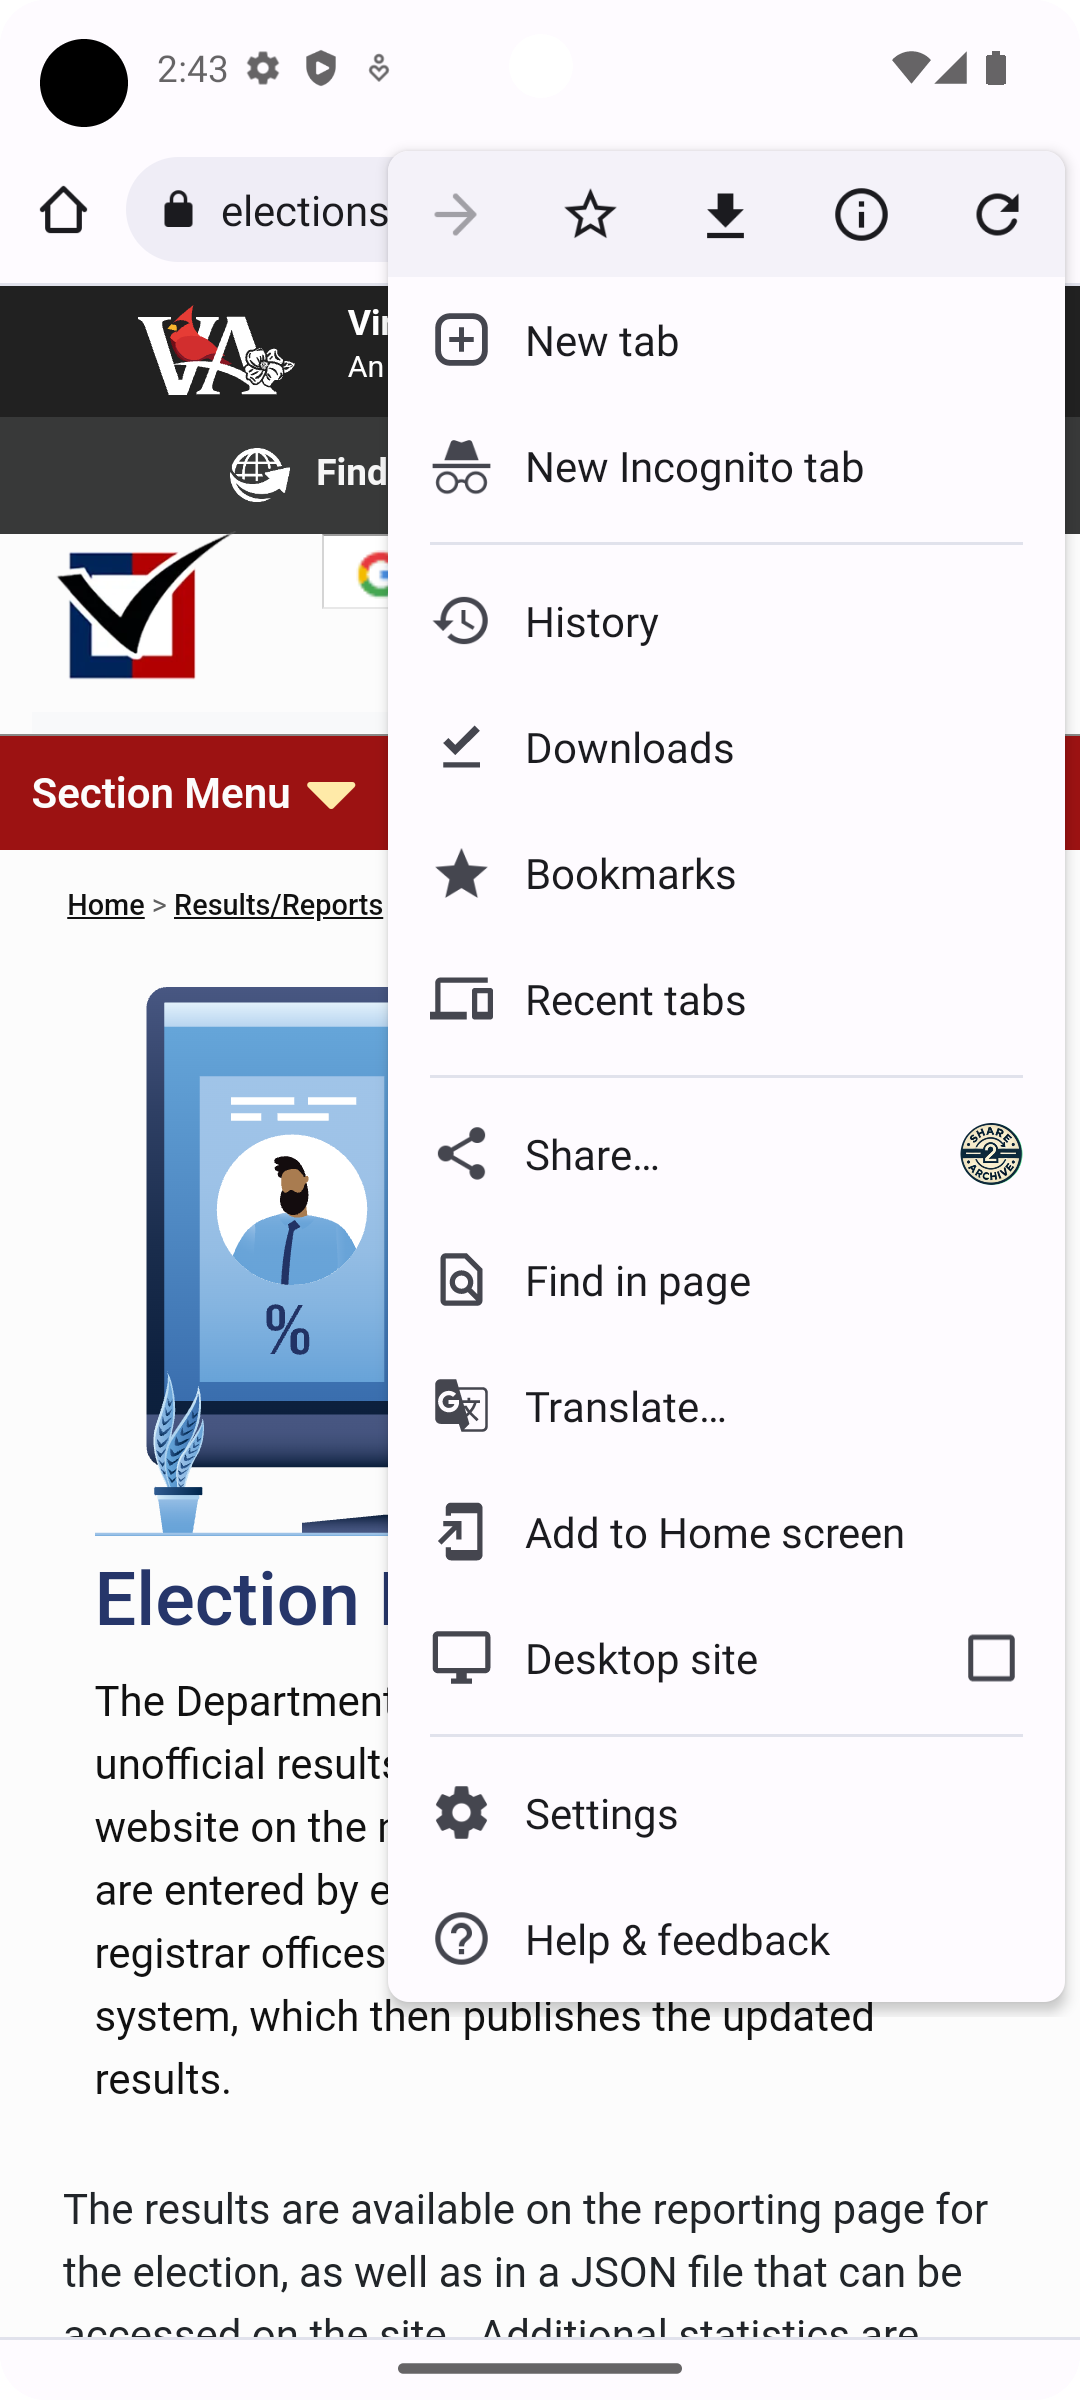 2:43
elections
VA
Vir
An
Find
New tab
New Incognito tab
History
Downloads
Bookmarks
Recent tabs
Share...
SHARE 2 ARCHIVE
Find in page
Translate...
Add to Home screen
Desktop site
Settings
Help & feedback
Section Menu
Home > Results/Reports
%
Election
The Department
unofficial results
website on the
are entered by e
registrar offices
system, which then publishes the updated
results.
The results are available on the reporting page for
the election, as well as in a JSON file that can be
accessed on the site. Additional statistics are